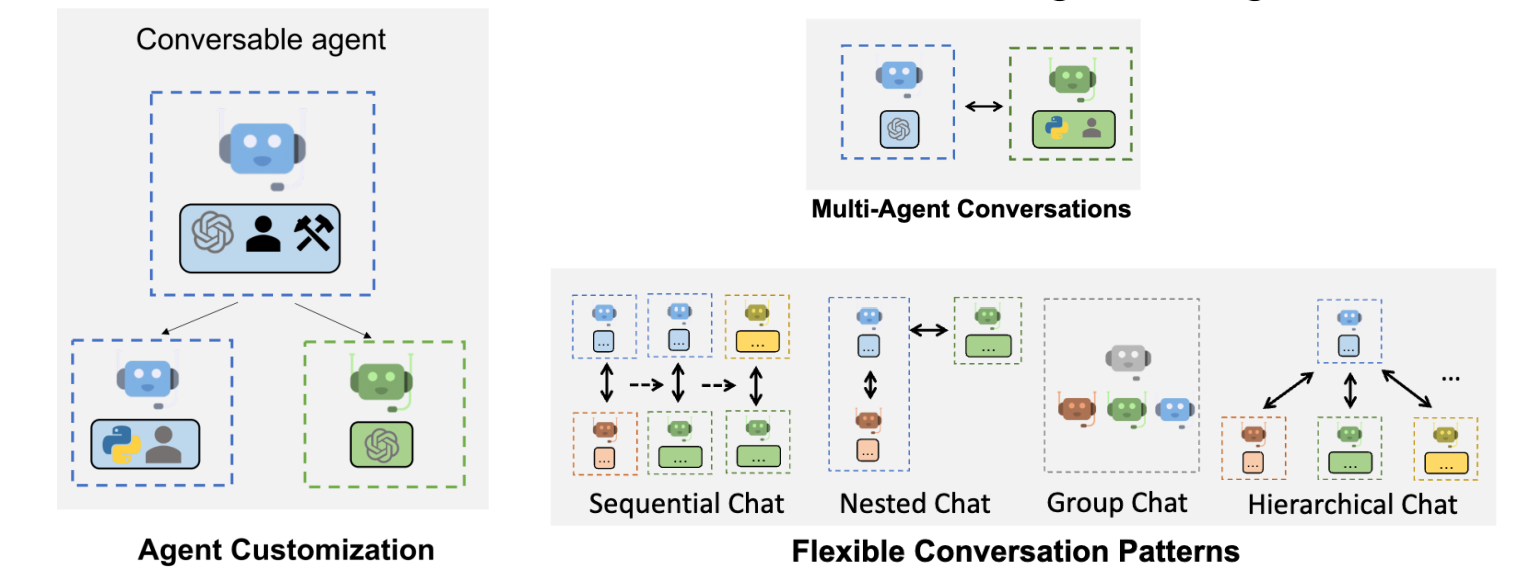 Conversable agent
Agent Customization
Multi-Agent Conversations
...
...
...
...
...
...
...
...
...
...
...
...
...
...
Sequential Chat
Nested Chat
Group Chat
Hierarchical Chat
Flexible Conversation Patterns